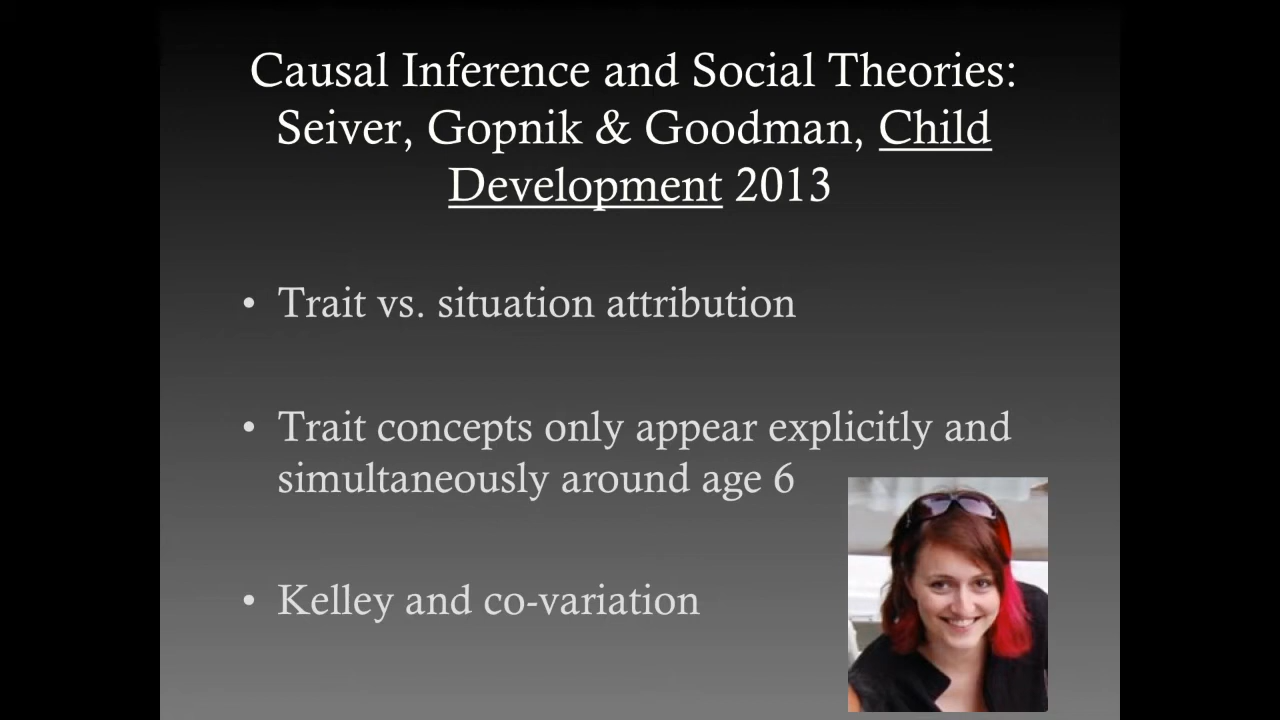 Causal Inference and Social Theories:
Seiver, Gopnik & Goodman, Child
Development 2013
• Trait vs. situation attribution
• Trait concepts only appear explicitly and
simultaneously around age 6
• Kelley and co-variation